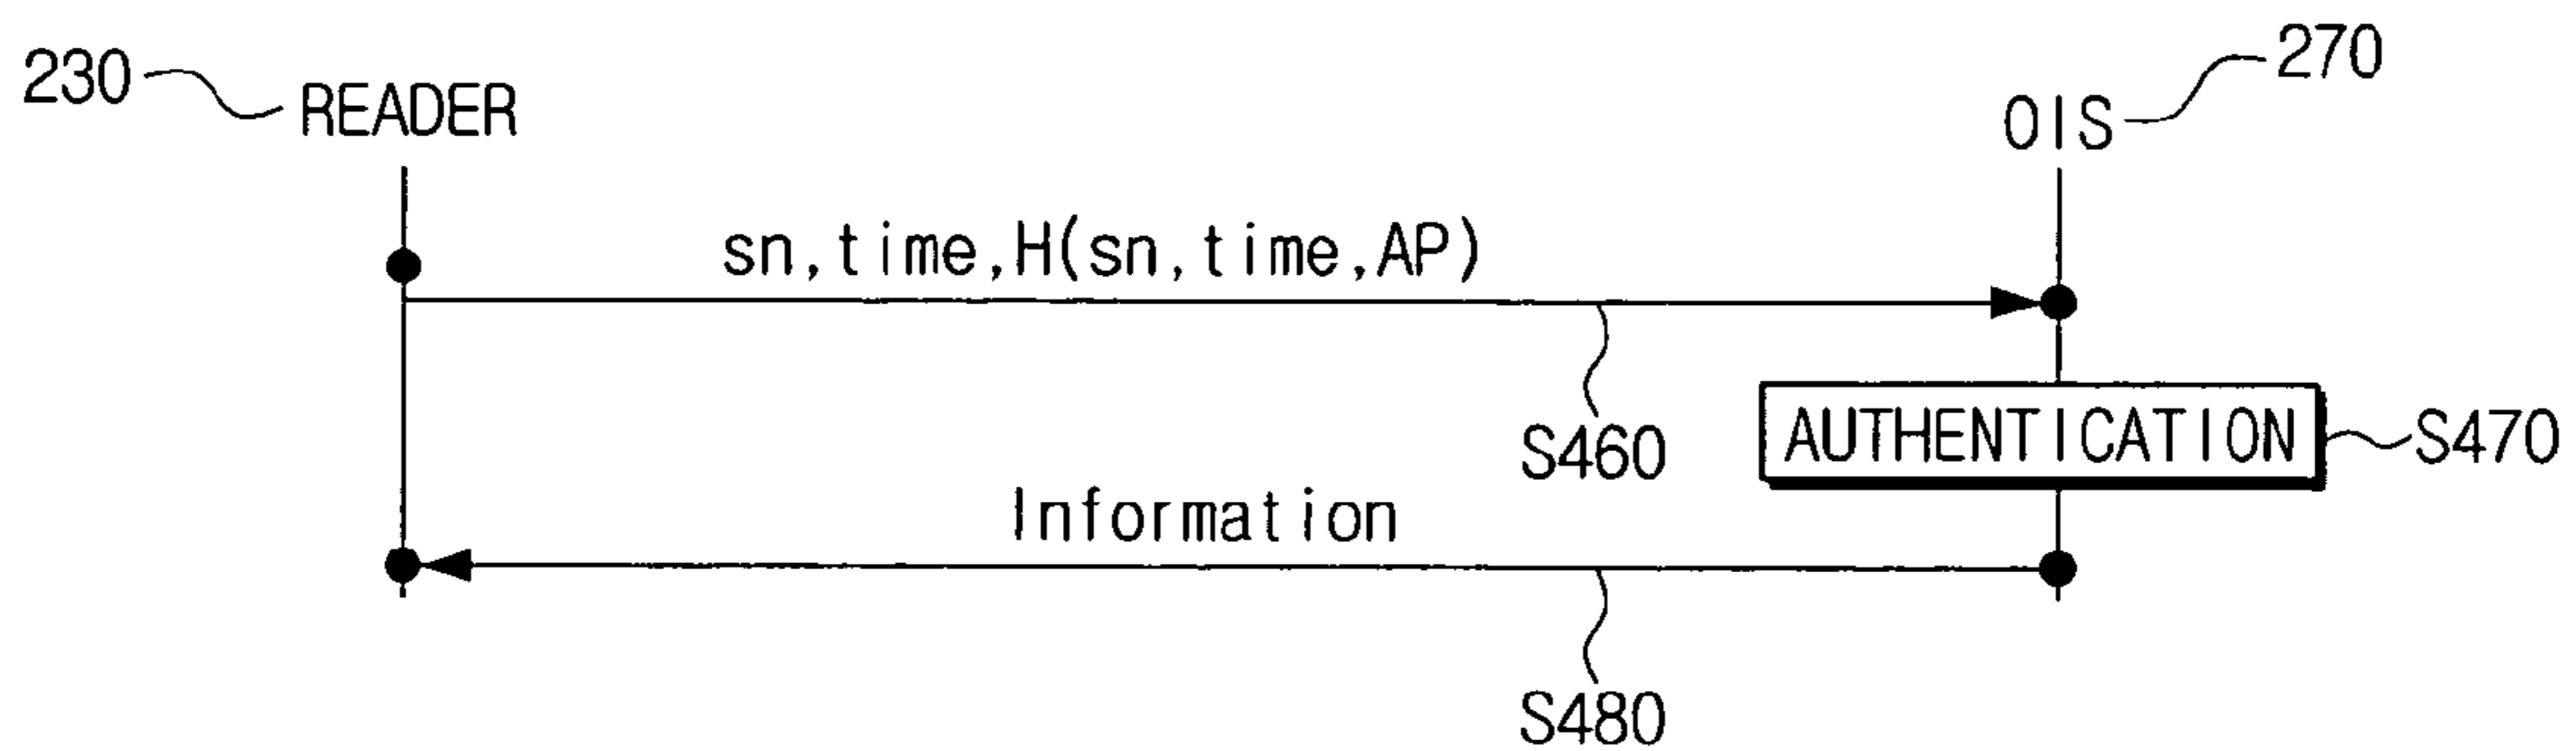 230
READER
OIS
270
sn,time,H(sn,time,AP)
S460
AUTHENTICATION
S470
Information
S480